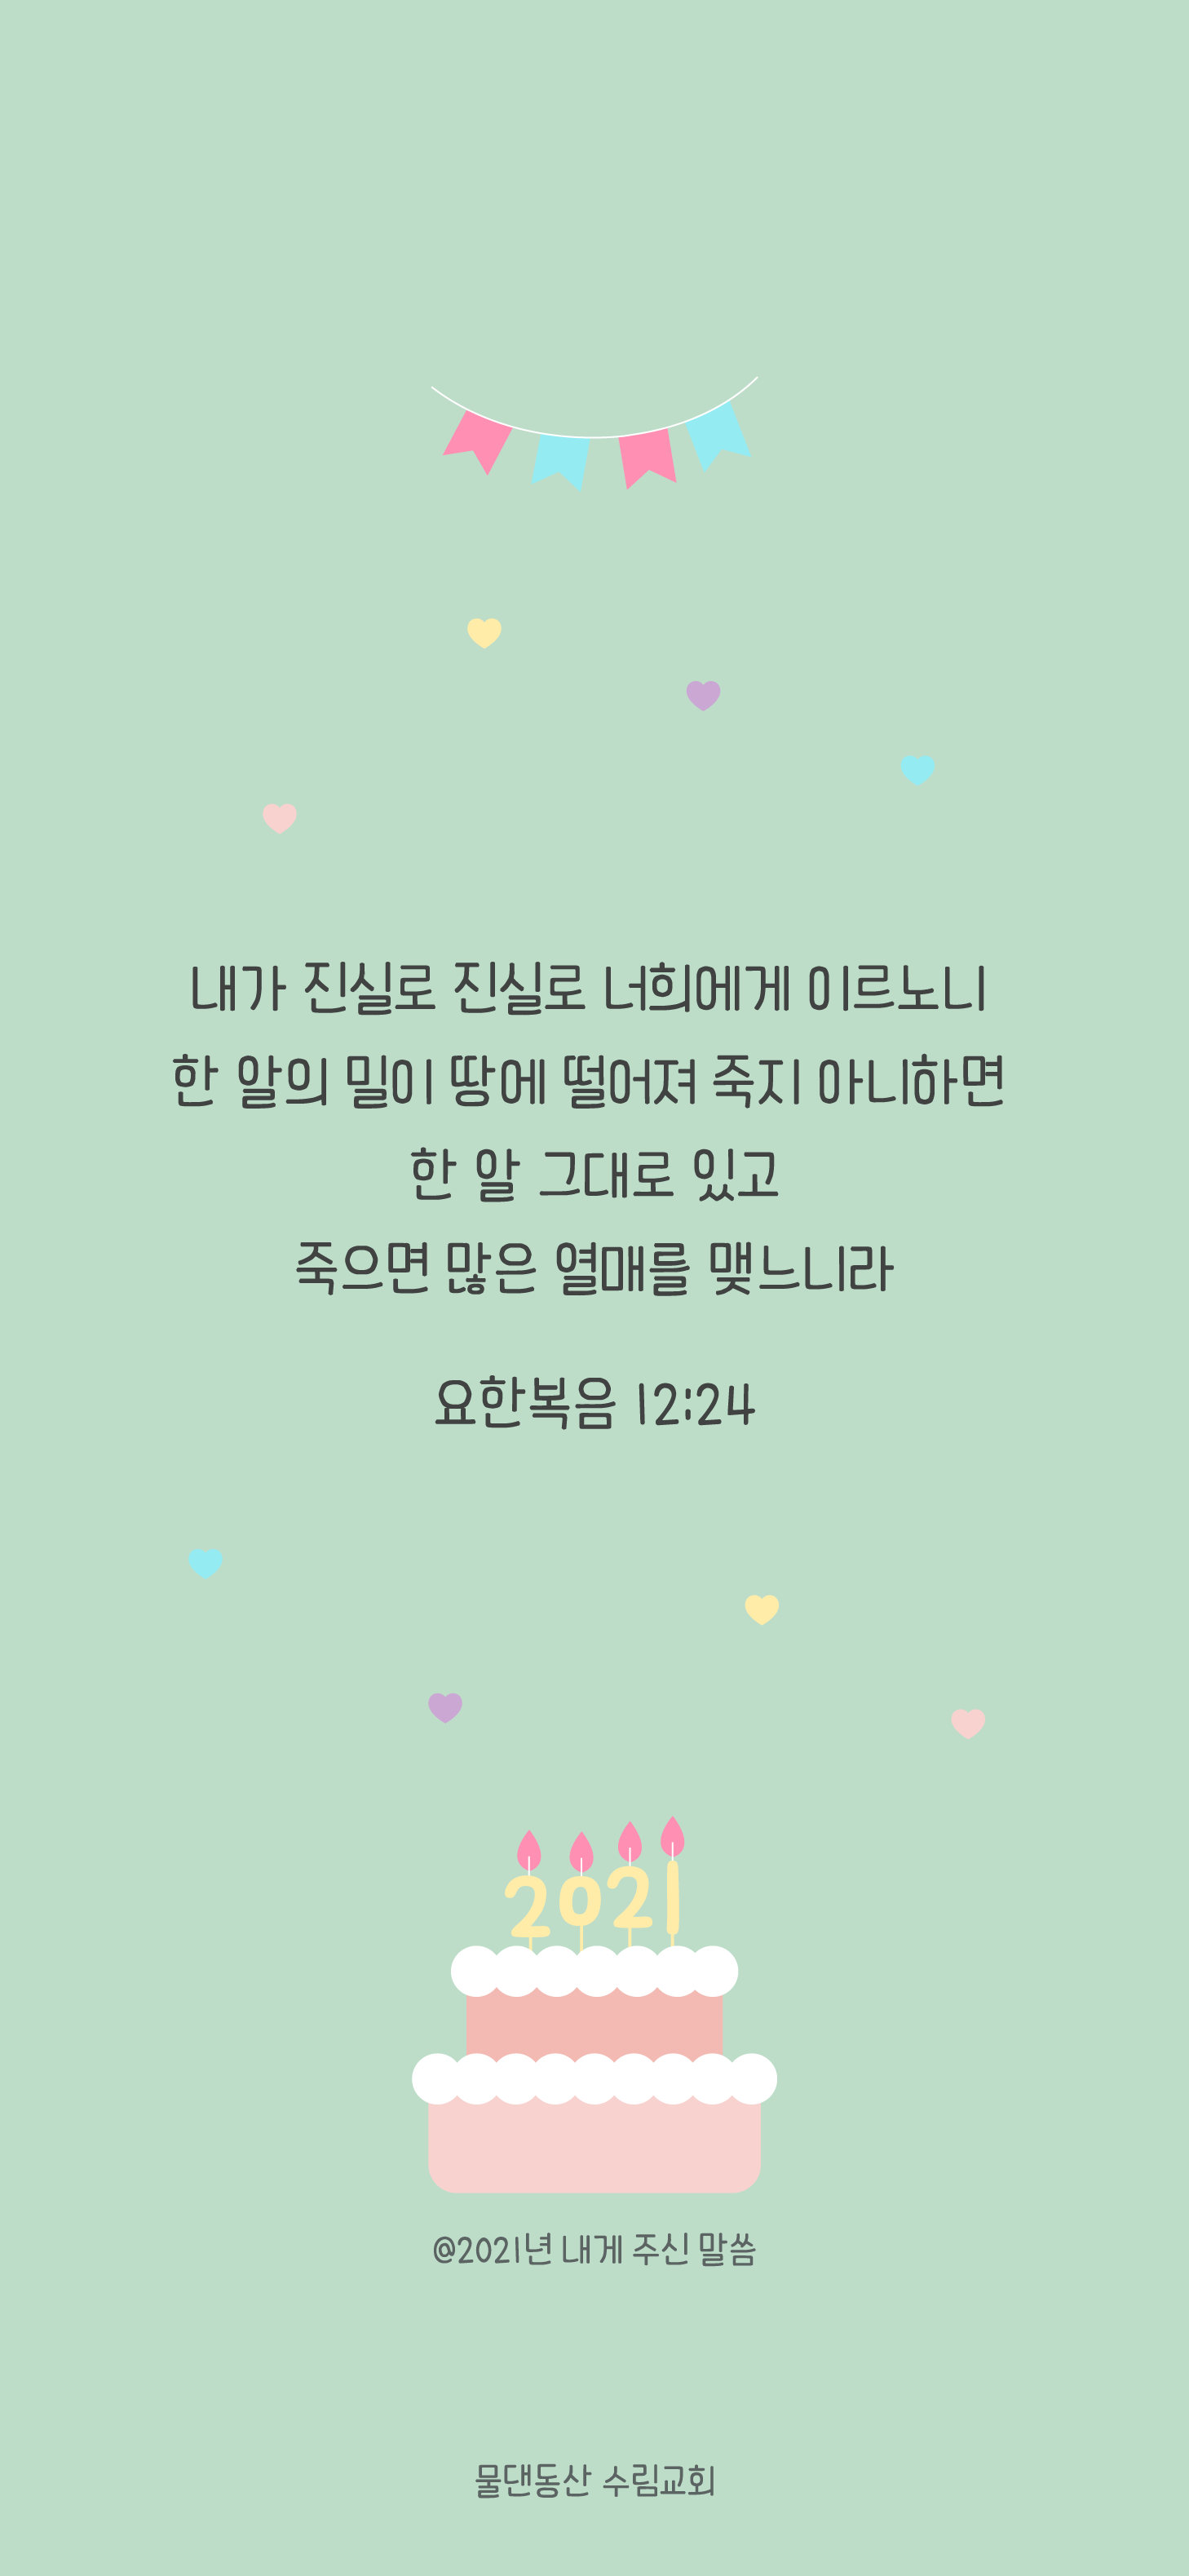 내가 진실로 진실로 너희에게 이르노니
한 알의 밀이 땅에 떨어져 죽지 아니하면
한 알 그대로 있고
죽으면 많은 열매를 맺느니라
요한복음 12:24
2021
@2021년 내게 주신 말씀
물댄동산 수림교회